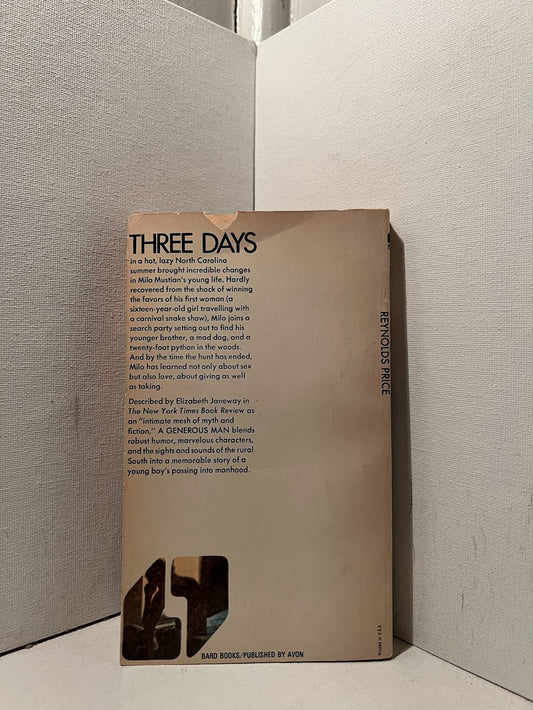 THREE DAYS
in a hot, lazy North Carolina
summer brought incredible changes
in Milo Mustian's young life. Hardly
recovered from the shock of winning
the favors of his first woman (a
sixteen-year-old girl travelling with
a carnival snake show), Milo joins a
search party setting out to find his
younger brother, a mad dog, and a
twenty-foot python in the woods.
And by the time the hunt has ended,
Milo has learned not only about sex
but also love, about giving as well
as taking.
Described by Elizabeth Janeway in
The New York Times Book Review as
an "intimate mesh of myth and
fiction," A GENEROUS MAN blends
robust humor, marvelous characters,
and the sights and sounds of the rural
South into a memorable story of a
young boy's passing into manhood.
REYNOLDS PRICE
BARD BOOKS/PUBLISHED BY AVON
Printed in U.S.A.